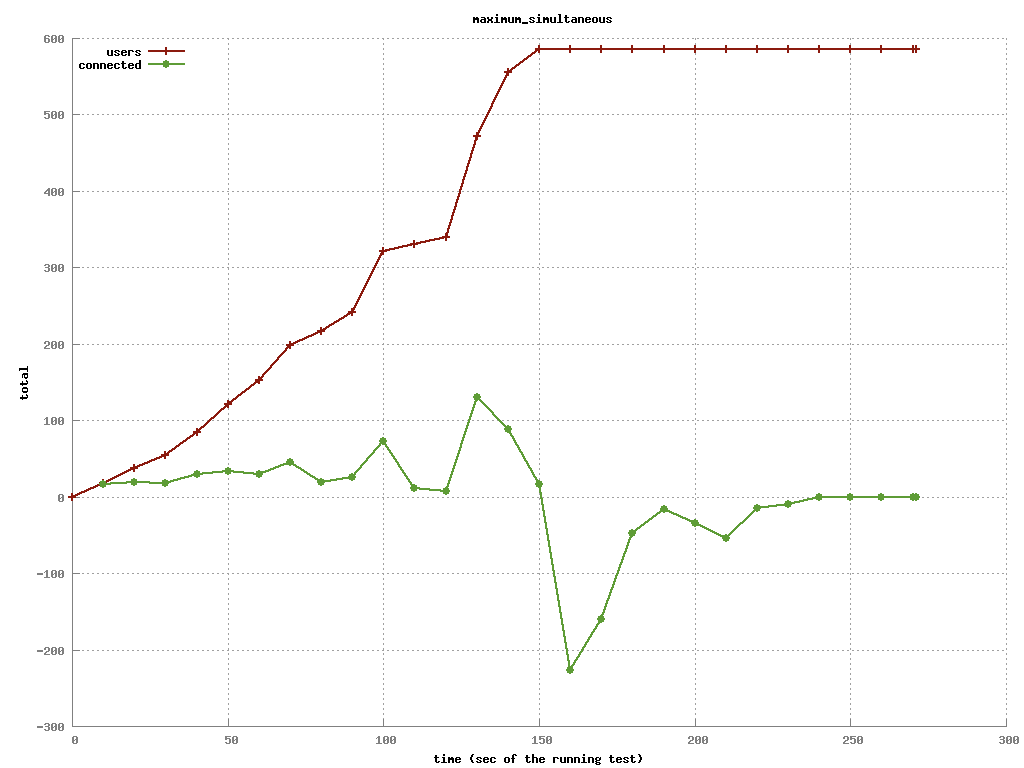 maximum_simultaneous
users
connected
600
500
400
300
200
100
0
-100
-200
-300
total
0 50 100 150 200 250 300
time (sec of the running test)